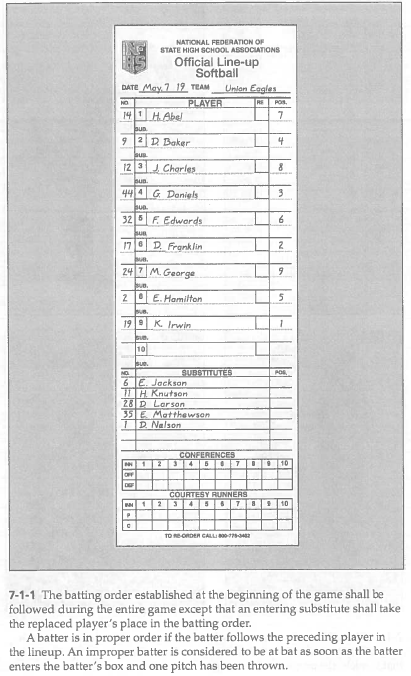 NF
HS
NATIONAL FEDERATION OF
STATE HIGH SCHOOL ASSOCIATIONS
Official Line-up
Softball
DATE May. 7 19 TEAM Union Eagles
NO. PLAYER RE POS.
14 1 H. Abel 7
SUB.
9 2 D. Baker 4
SUB.
12 3 J. Charles 8
SUB.
44 4 G. Daniels 3
SUB.
32 5 F. Edwards 6
SUB.
17 6 D. Franklin 2
SUB.
24 7 M. George 9
SUB.
2 8 E. Hamilton 5
SUB.
19 9 K. Irwin 1
SUB.
10
SUB.
NO. SUBSTITUTES POS.
6 E. Jackson
11 H. Knutson
28 D. Larson
35 E. Matthewson
1 D. Nelson
CONFERENCES
INN 1 2 3 4 5 6 7 8 9 10
OFF
DEF
COURTESY RUNNERS
INN 1 2 3 4 5 6 7 8 9 10
P
C
TO RE-ORDER CALL: 800-776-3462
7-1-1 The batting order established at the beginning of the game shall be
followed during the entire game except that an entering substitute shall take
the replaced player's place in the batting order.
A batter is in proper order if the batter follows the preceding player in
the lineup. An improper batter is considered to be at bat as soon as the batter
enters the batter's box and one pitch has been thrown.